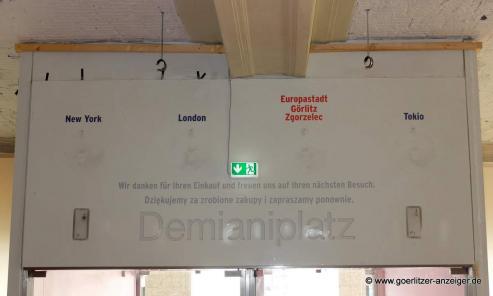 Europastadt
Görlitz
Zgorzelec
New York
London
Tokio
Wir danken für Ihren Einkauf und freuen uns auf Ihren nächsten Besuch.
Dziękujemy za zrobione zakupy i zapraszamy ponownie.
Demianiplatz
© www.goerlitzer-anzeiger.de